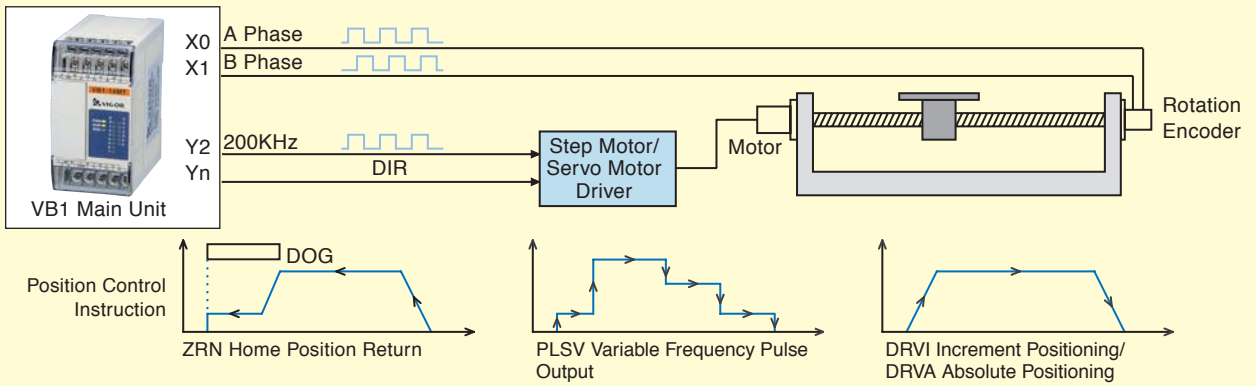 X0
A Phase
X1
B Phase
Y2
200KHz
Yn
DIR
VB1 Main Unit
VIGOR
Step Motor/
Servo Motor
Driver
Motor
Rotation
Encoder
Position Control
Instruction
DOG
ZRN Home Position Return
PLSV Variable Frequency Pulse
Output
DRVI Increment Positioning/
DRVA Absolute Positioning